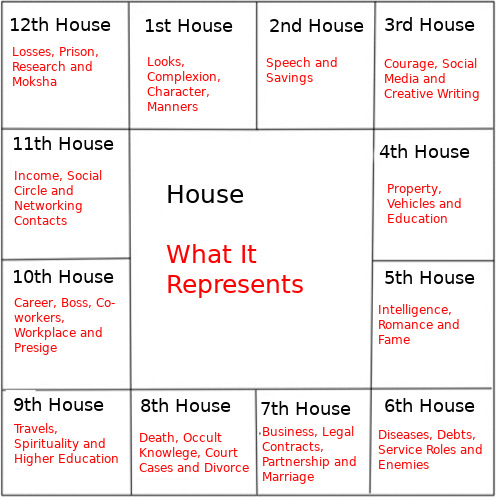 12th House
Losses, Prison,
Research and
Moksha
1st House
Looks,
Complexion,
Character,
Manners
2nd House
Speech and
Savings
3rd House
Courage, Social
Media and
Creative Writing
11th House
Income, Social
Circle and
Networking
Contacts
House
What It
Represents
4th House
Property,
Vehicles and
Education
10th House
Career, Boss, Co-
workers,
Workplace and
Presige
5th House
Intelligence,
Romance and
Fame
9th House
Travels,
Spirituality and
Higher Education
8th House
Death, Occult
Knowlege, Court
Cases and Divorce
7th House
Business, Legal
Contracts,
Partnership and
Marriage
6th House
Diseases, Debts,
Service Roles and
Enemies